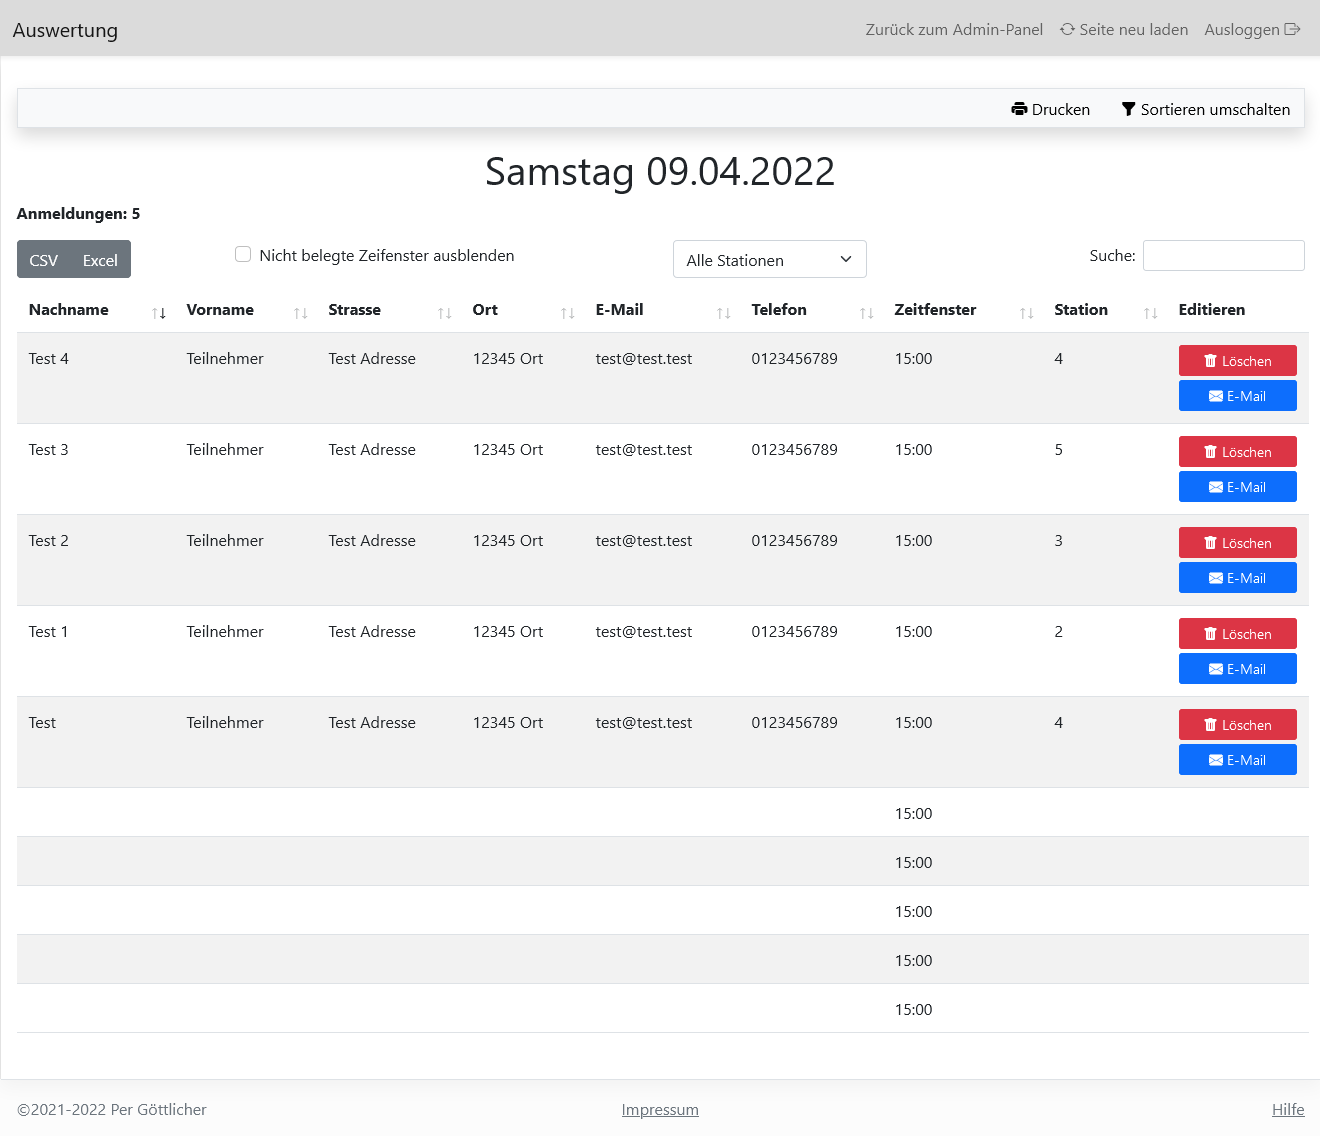 Auswertung Zurück zum Admin-Panel Seite neu laden Ausloggen
Drucken Sortieren umschalten
Samstag 09.04.2022
Anmeldungen: 5
CSV Excel Nicht belegte Zeifenster ausblenden Alle Stationen Suche:
Nachname Vorname Strasse Ort E-Mail Telefon Zeitfenster Station Editieren
Test 4 Teilnehmer Test Adresse 12345 Ort test@test.test 0123456789 15:00 4 Löschen
E-Mail
Test 3 Teilnehmer Test Adresse 12345 Ort test@test.test 0123456789 15:00 5 Löschen
E-Mail
Test 2 Teilnehmer Test Adresse 12345 Ort test@test.test 0123456789 15:00 3 Löschen
E-Mail
Test 1 Teilnehmer Test Adresse 12345 Ort test@test.test 0123456789 15:00 2 Löschen
E-Mail
Test Teilnehmer Test Adresse 12345 Ort test@test.test 0123456789 15:00 4 Löschen
E-Mail
15:00
15:00
15:00
15:00
15:00
©2021-2022 Per Göttlicher Impressum Hilfe